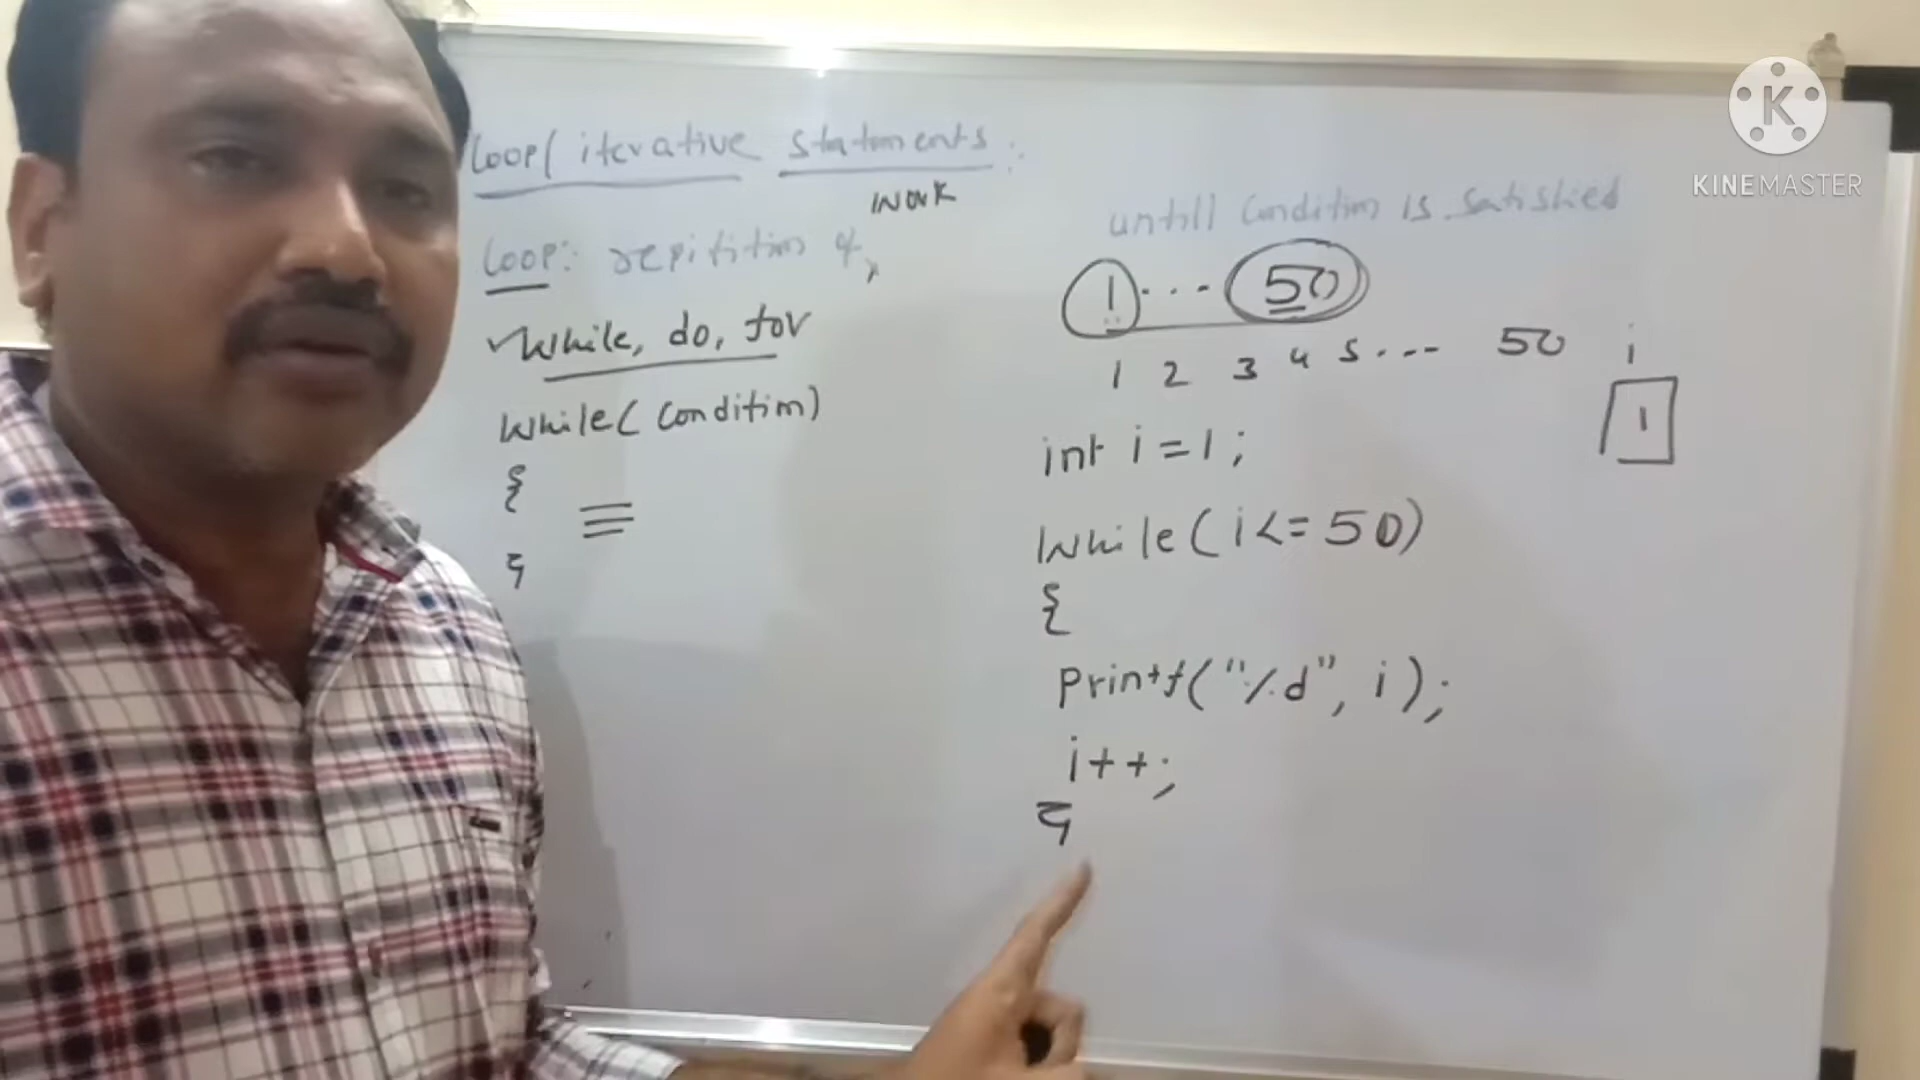 Loop/ iterative statements:
work
Loop: repitition of,
while, do, for
while( condition)
{
}
untill condition is satisfied
1 --- 50
1 2 3 4 5 --- 50 i
1
int i=1;
while(i<=50)
{
printf("%d", i);
i++;
}
K
KINEMASTER